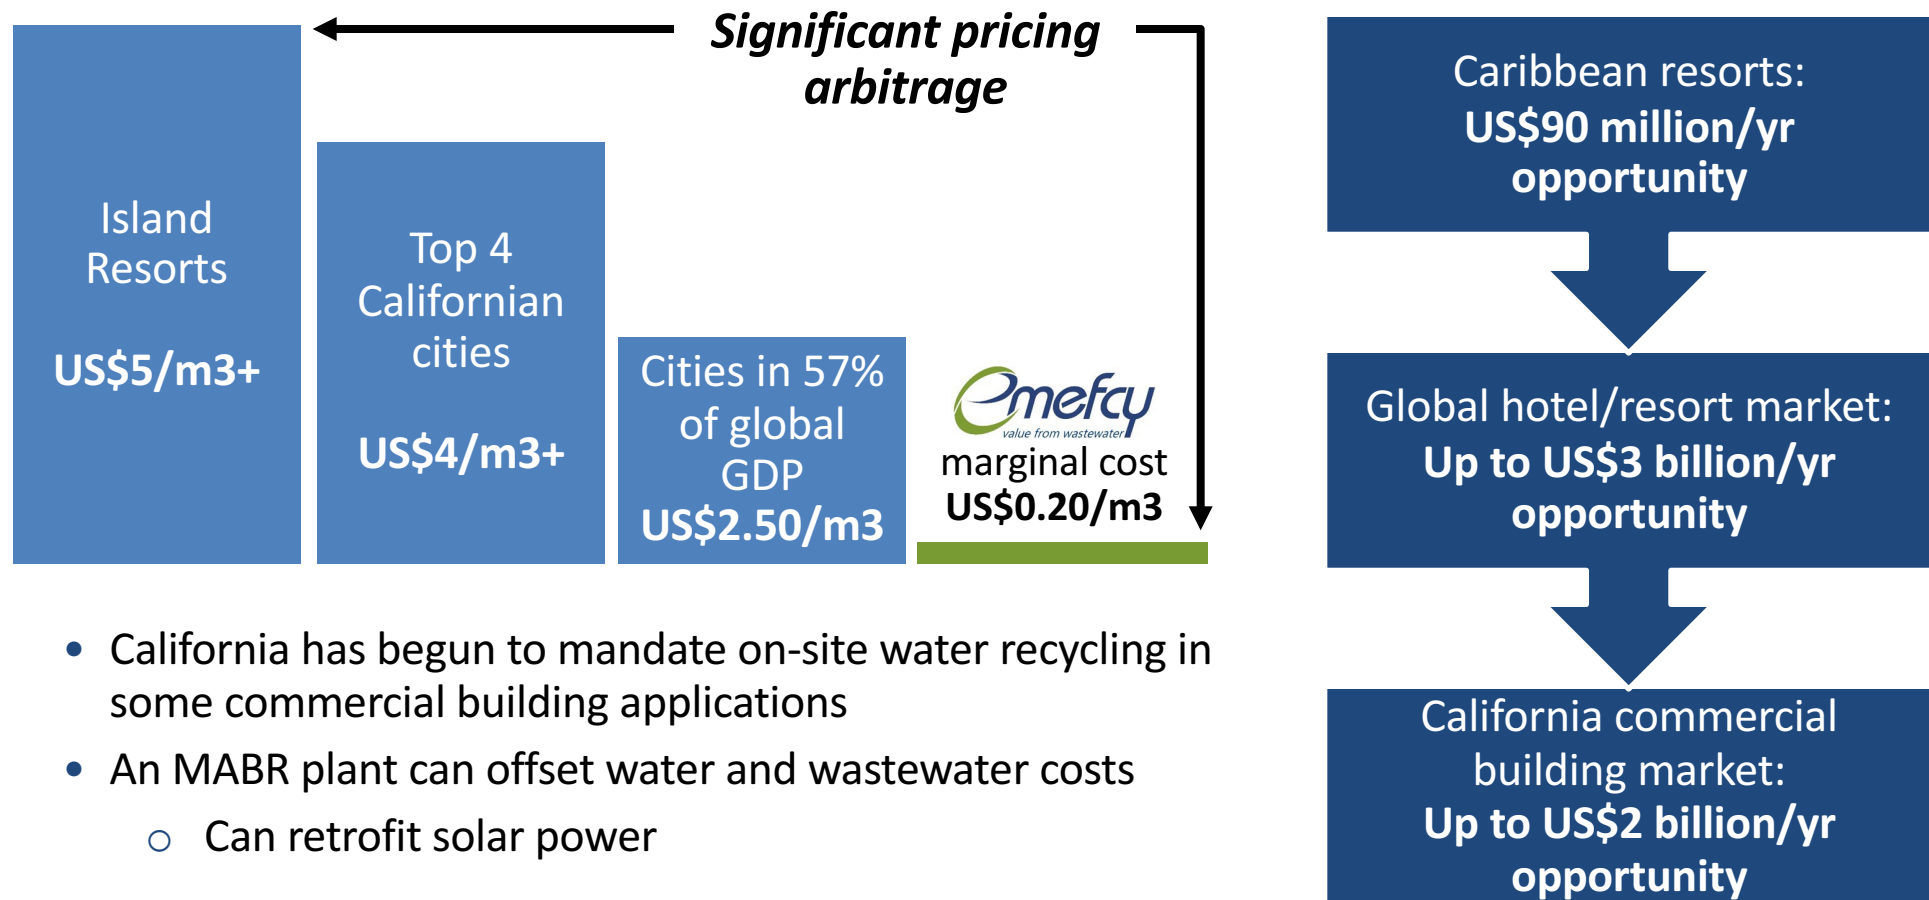 Significant pricing
arbitrage
Island
Resorts
US$5/m3+
Top 4
Californian
cities
US$4/m3+
Cities in 57%
of global
GDP
US$2.50/m3
emefcy
value from wastewater
marginal cost
US$0.20/m3
• California has begun to mandate on-site water recycling in
some commercial building applications
• An MABR plant can offset water and wastewater costs
o Can retrofit solar power
Caribbean resorts:
US$90 million/yr
opportunity
Global hotel/resort market:
Up to US$3 billion/yr
opportunity
California commercial
building market:
Up to US$2 billion/yr
opportunity